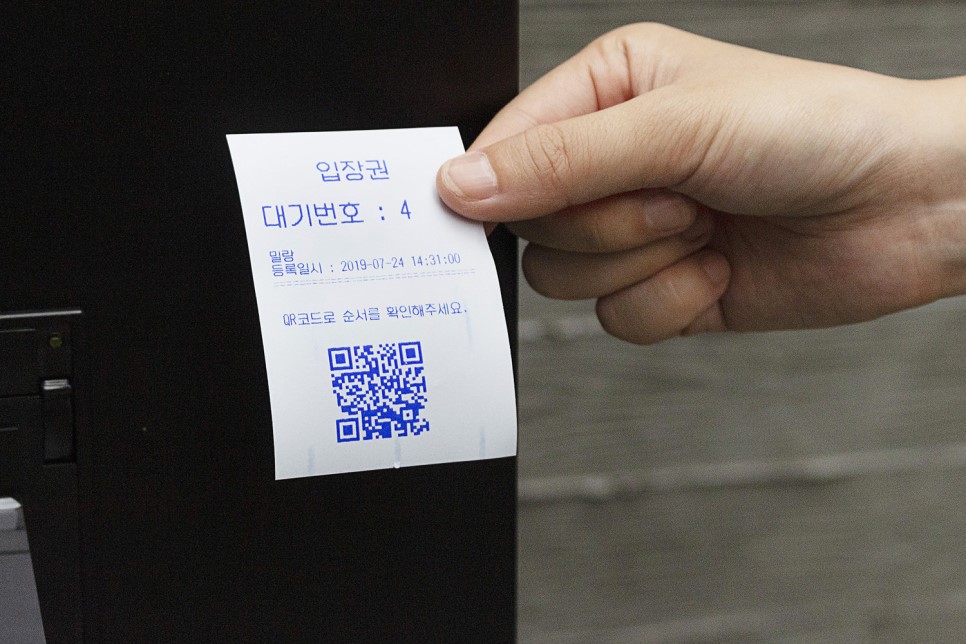 입장권
대기번호 : 4
밀랑
등록일시 : 2019-07-24 14:31:00
QR코드로 순서를 확인해주세요.